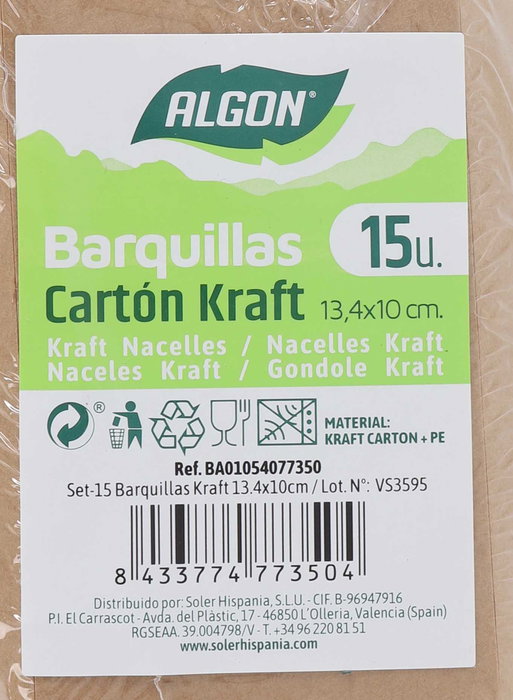 ALGON®
Barquillas
15u.
Cartón Kraft 13,4x10 cm.
Kraft Nacelles / Nacelles Kraft
Naceles Kraft / Gondole Kraft
®
MATERIAL:
KRAFT CARTON + PE
Ref. BA01054077350
Set-15 Barquillas Kraft 13.4x10cm / Lot. Nº: VS3595
8 433774 773504
Distribuido por: Soler Hispania, S.L.U. - CIF. B-96947916
P.I. El Carrascot - Avda. del Plàstic, 17 - 46850 L'Olleria, Valencia (Spain)
RGSEAA. 39.004798/V - T. +34 96 220 81 51
www.solerhispania.com